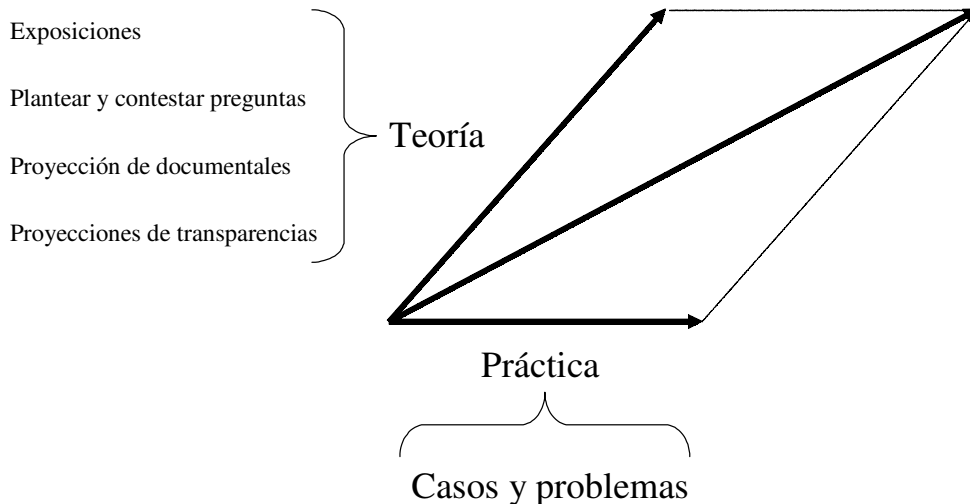 Exposiciones
Plantear y contestar preguntas
Proyección de documentales
Proyecciones de transparencias
Teoría
Práctica
Casos y problemas